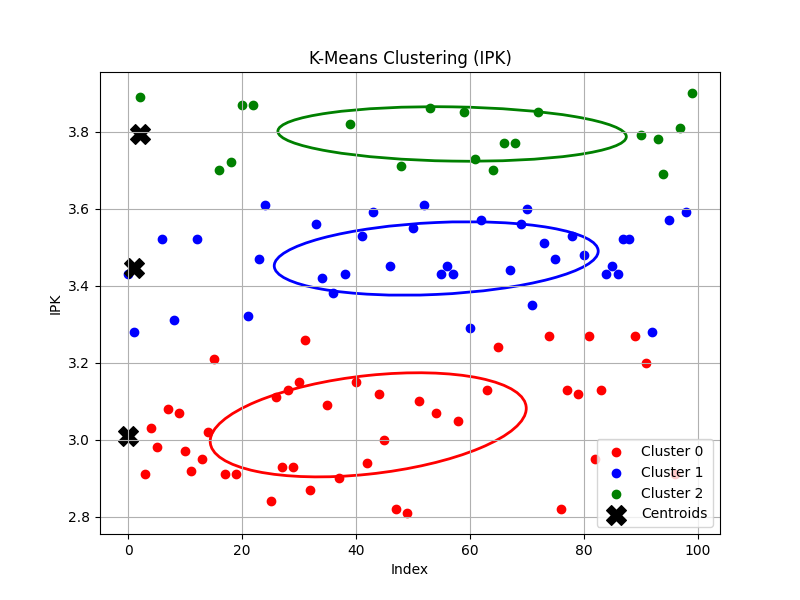 K-Means Clustering (IPK)
IPK
3.8
3.6
3.4
3.2
3.0
2.8
0 20 40 60 80 100
Index
Cluster 0
Cluster 1
Cluster 2
Centroids